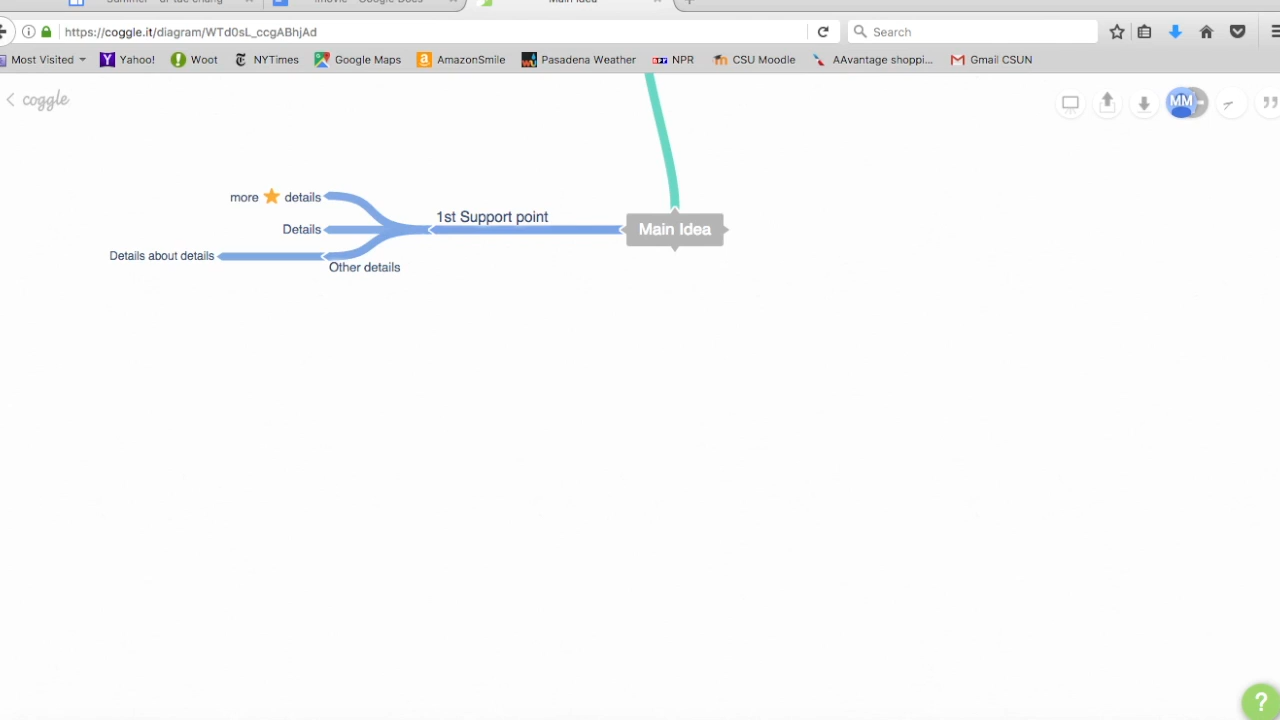 Main Idea
https://coggle.it/diagram/WTd0sL_ccgABhjAd
Search
Most Visited
Yahoo!
Woot
NYTimes
Google Maps
AmazonSmile
Pasadena Weather
NPR
CSU Moodle
AAvantage shoppi...
Gmail CSUN
coggle
MM
more ⭐ details
1st Support point
Details
Main Idea
Details about details
Other details
?